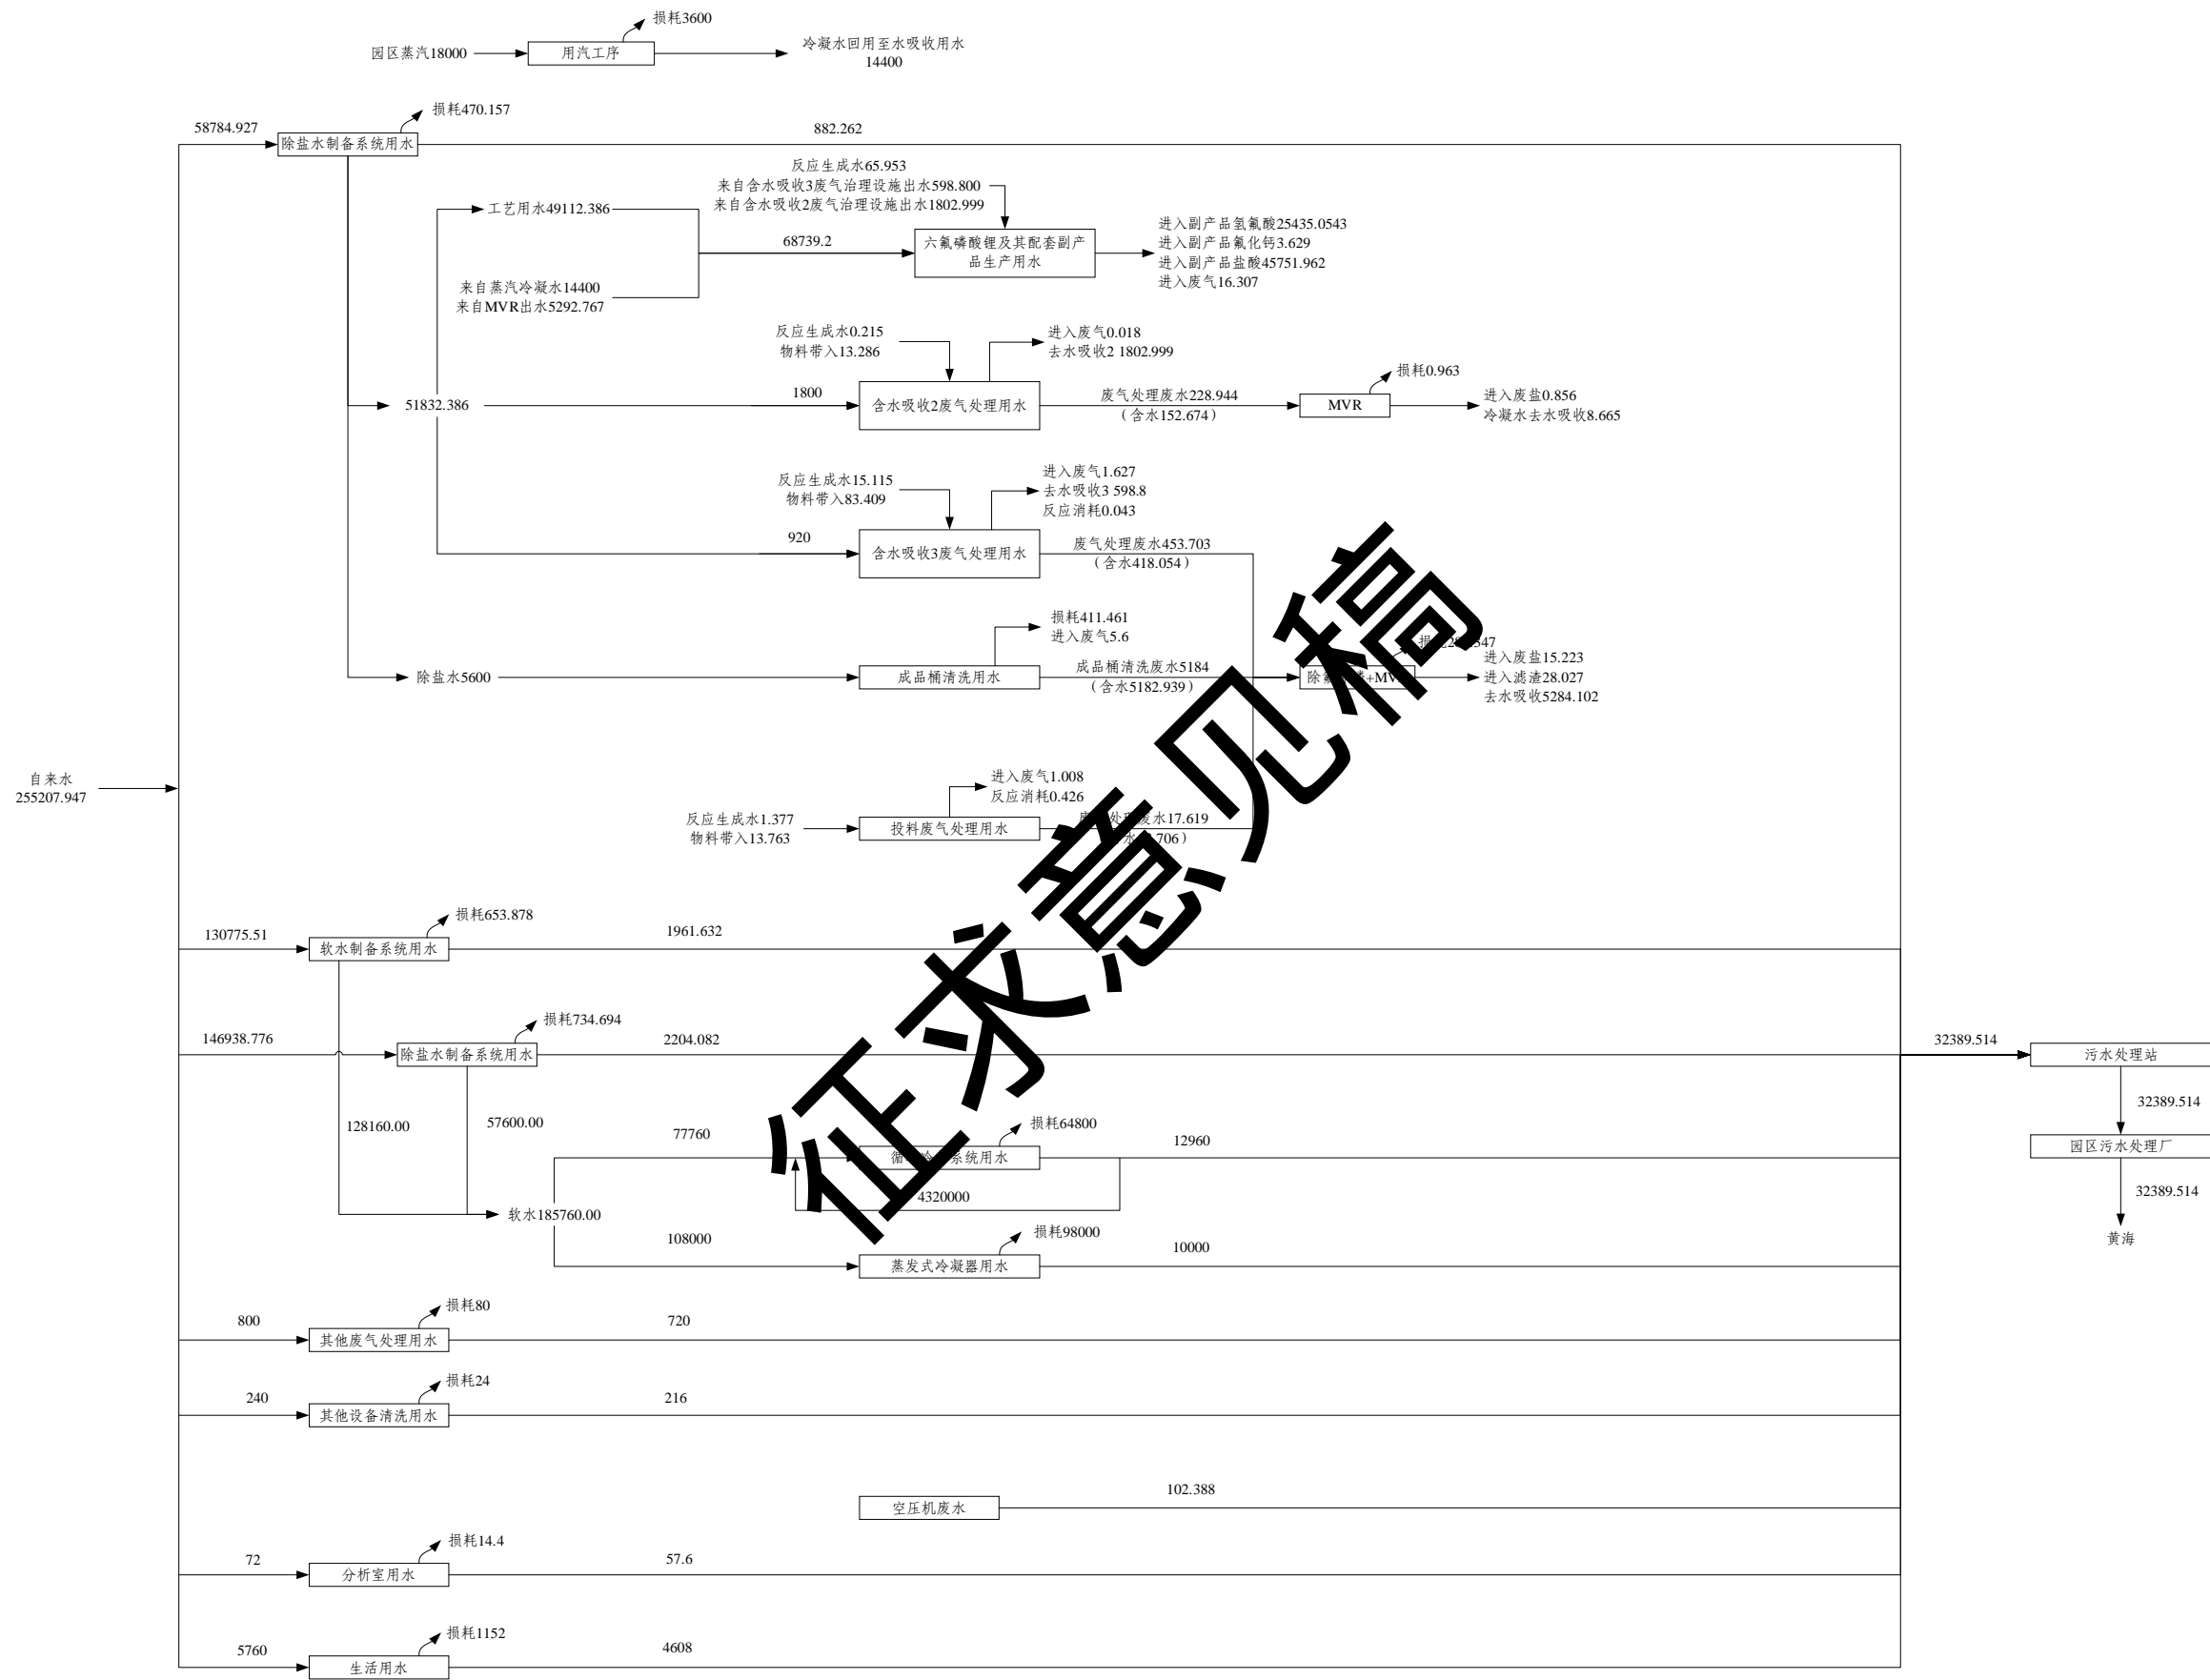 损耗3600
园区蒸汽18000
用汽工序
冷凝水回用至水吸收用水
14400
损耗470.157
58784.927
除盐水制备系统用水
882.262
反应生成水65.953
来自含水吸收3废气治理设施出水598.800
来自含水吸收2废气治理设施出水1802.999
工艺用水49112.386
68739.2
六氟磷酸锂及其配套副产
品生产用水
进入副产品氢氟酸25435.0543
进入副产品氟化钙3.629
进入副产品盐酸45751.962
进入废气16.307
来自蒸汽冷凝水14400
来自MVR出水5292.767
反应生成水0.215
物料带入13.286
进入废气0.018
去水吸收2 1802.999
51832.386
1800
含水吸收2废气处理用水
废气处理废水228.944
（含水152.674）
损耗0.963
MVR
进入废盐0.856
冷凝水去水吸收8.665
反应生成水15.115
物料带入83.409
进入废气1.627
去水吸收3 598.8
反应消耗0.043
920
含水吸收3废气处理用水
废气处理废水453.703
（含水418.054）
损耗411.461
进入废气5.6
除盐水5600
成品桶清洗用水
成品桶清洗废水5184
（含水5182.939）
进入废盐15.223
进入滤渣28.027
去水吸收5284.102
自来水
255207.947
进入废气1.008
反应消耗0.426
反应生成水1.377
物料带入13.763
投料废气处理用水
水17.619
706）
损耗653.878
130775.51
软水制备系统用水
1961.632
损耗734.694
146938.776
除盐水制备系统用水
2204.082
32389.514
污水处理站
32389.514
128160.00
57600.00
77760
损耗64800
系统用水
12960
园区污水处理厂
4320000
32389.514
软水185760.00
黄海
108000
损耗98000
蒸发式冷凝器用水
10000
损耗80
800
其他废气处理用水
720
损耗24
240
其他设备清洗用水
216
空压机废水
102.388
损耗14.4
72
分析室用水
57.6
损耗1152
5760
生活用水
4608
征求意见稿